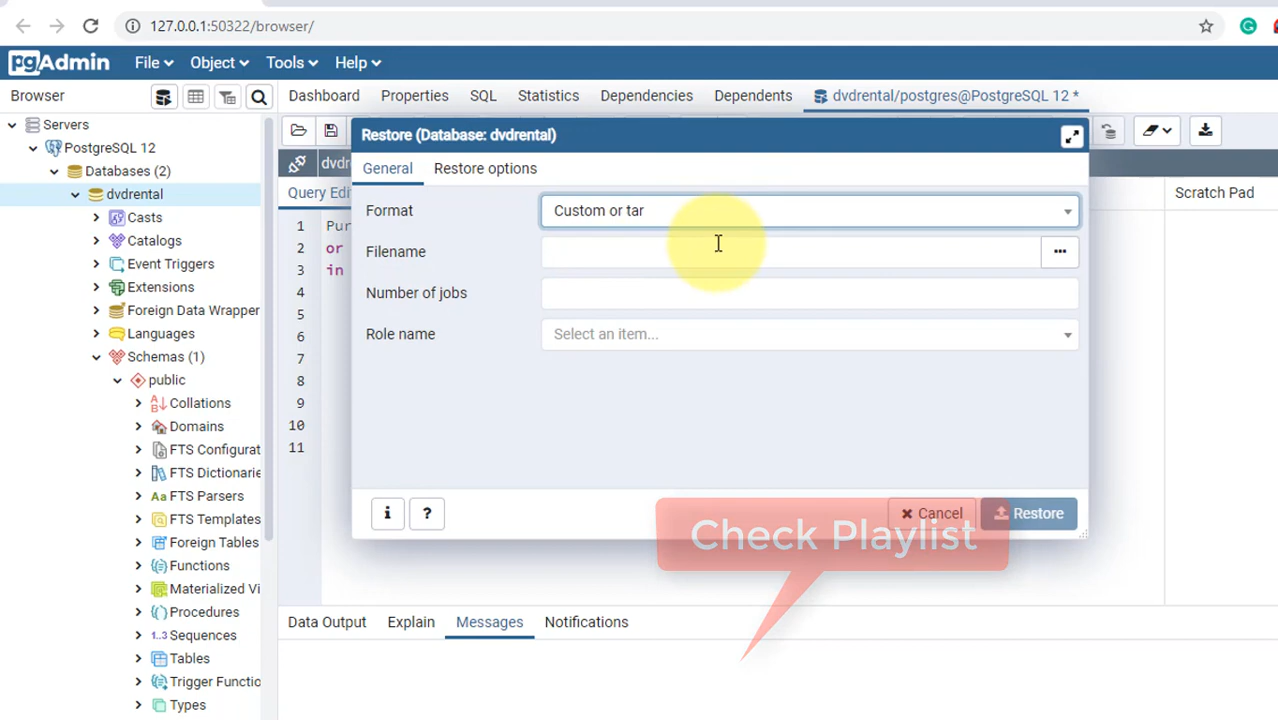 127.0.0.1:50322/browser/
pgAdmin File Object Tools Help
Browser
Dashboard Properties SQL Statistics Dependencies Dependents dvdrental/postgres@PostgreSQL 12 *
Servers
PostgreSQL 12
Databases (2)
dvdrental
Casts
Catalogs
Event Triggers
Extensions
Foreign Data Wrapper
Languages
Schemas (1)
public
Collations
Domains
FTS Configurat
FTS Dictionarie
FTS Parsers
FTS Templates
Foreign Tables
Functions
Materialized Vi
Procedures
1..3 Sequences
Tables
Trigger Functio
Types
dvdr
Query Edi
Scratch Pad
1 Pur
2 or
3 in
4
5
6
7
8
9
10
11
Restore (Database: dvdrental)
General Restore options
Format Custom or tar
Filename
Number of jobs
Role name Select an item...
i ? Cancel Restore
Check Playlist
Data Output Explain Messages Notifications